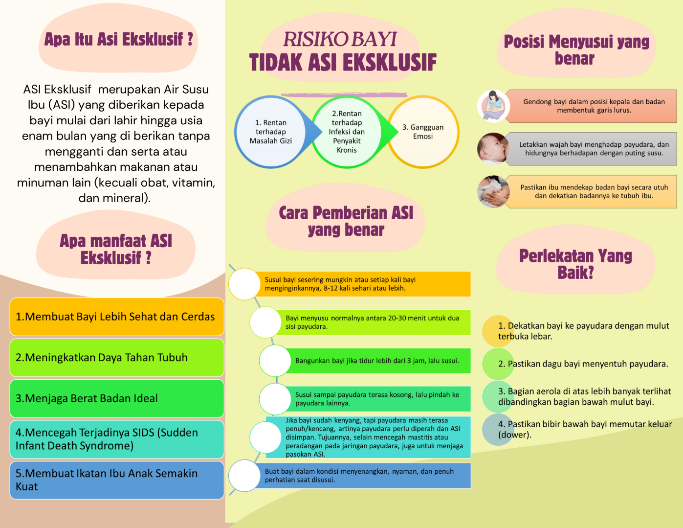 Apa Itu Asi Eksklusif ?
ASI Eksklusif merupakan Air Susu
Ibu (ASI) yang diberikan kepada
bayi mulai dari lahir hingga usia
enam bulan yang di berikan tanpa
mengganti dan serta atau
menambahkan makanan atau
minuman lain (kecuali obat, vitamin,
dan mineral).
Apa manfaat ASI
Eksklusif ?
1.Membuat Bayi Lebih Sehat dan Cerdas
2.Meningkatkan Daya Tahan Tubuh
3.Menjaga Berat Badan Ideal
4.Mencegah Terjadinya SIDS (Sudden
Infant Death Syndrome)
5.Membuat Ikatan Ibu Anak Semakin
Kuat
RISIKO BAYI
TIDAK ASI EKSKLUSIF
1. Rentan
terhadap
Masalah Gizi
2.Rentan
terhadap
Infeksi dan
Penyakit
Kronis
3. Gangguan
Emosi
Cara Pemberian ASI
yang benar
Susui bayi sesering mungkin atau setiap kali bayi
menginginkannya, 8-12 kali sehari atau lebih.
Bayi menyusu normalnya antara 20-30 menit untuk dua
sisi payudara.
Bangunkan bayi jika tidur lebih dari 3 jam, lalu susui.
Susui sampai payudara terasa kosong, lalu pindah ke
payudara lainnya.
Jika bayi sudah kenyang, tapi payudara masih terasa
penuh/kencang, artinya payudara perlu diperah dan ASI
disimpan. Tujuannya, selain mencegah mastitis atau
peradangan pada jaringan payudara, juga untuk menjaga
pasokan ASI.
Buat bayi dalam kondisi menyenangkan, nyaman, dan penuh
perhatian saat disusui.
Posisi Menyusui yang
benar
Gendong bayi dalam posisi kepala dan badan
membentuk garis lurus.
Letakkan wajah bayi menghadap payudara, dan
hidungnya berhadapan dengan puting susu.
Pastikan ibu mendekap badan bayi secara utuh
dan dekatkan badannya ke tubuh ibu.
Perlekatan Yang
Baik?
1. Dekatkan bayi ke payudara dengan mulut
terbuka lebar.
2. Pastikan dagu bayi menyentuh payudara.
3. Bagian aerola di atas lebih banyak terlihat
dibandingkan bagian bawah mulut bayi.
4. Pastikan bibir bawah bayi memutar keluar
(dower).